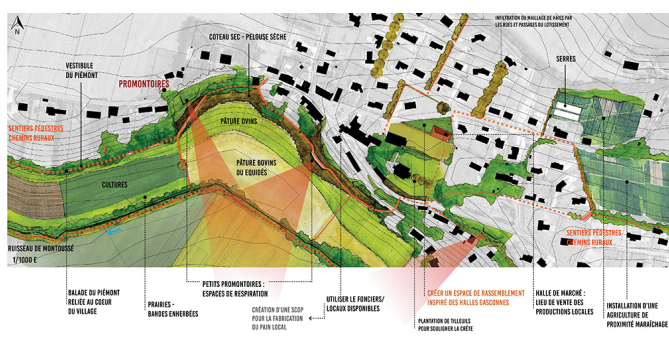 N
INFILTRATION DU MAILLAGE DE HAIES PAR
LES RUES ET PASSAGES DU LOTISSEMENT
COTEAU SEC - PELOUSE SÈCHE
VESTIBULE
DU PIÉMONT
PROMONTOIRES
SERRES
SENTIERS PÉDESTRES
CHEMINS RURAUX
PÂTURE OVINS
PÂTURE BOVINS
OU EQUIDÉS
CULTURES
RUISSEAU DE MONTOUSSÉ
1/1000 E
SENTIERS PÉDESTRES
CHEMINS RURAUX
BALADE DU PIÉMONT
RELIÉE AU COEUR
DU VILLAGE
PRAIRIES -
BANDES ENHERBÉES
PETITS PROMONTOIRES :
ESPACES DE RESPIRATION
CRÉATION D'UNE SCOP
POUR LA FABRICATION
DU PAIN LOCAL
UTILISER LE FONCIERS/
LOCAUX DISPONIBLES
CRÉER UN ESPACE DE RASSEMBLEMENT
INSPIRÉ DES HALLES GASCONNES
PLANTATION DE TILLEULS
POUR SOULIGNER LA CRÊTE
HALLE DE MARCHÉ :
LIEU DE VENTE DES
PRODUCTIONS LOCALES
INSTALLATION D'UNE
AGRICULTURE DE
PROXIMITÉ MARAÎCHAGE